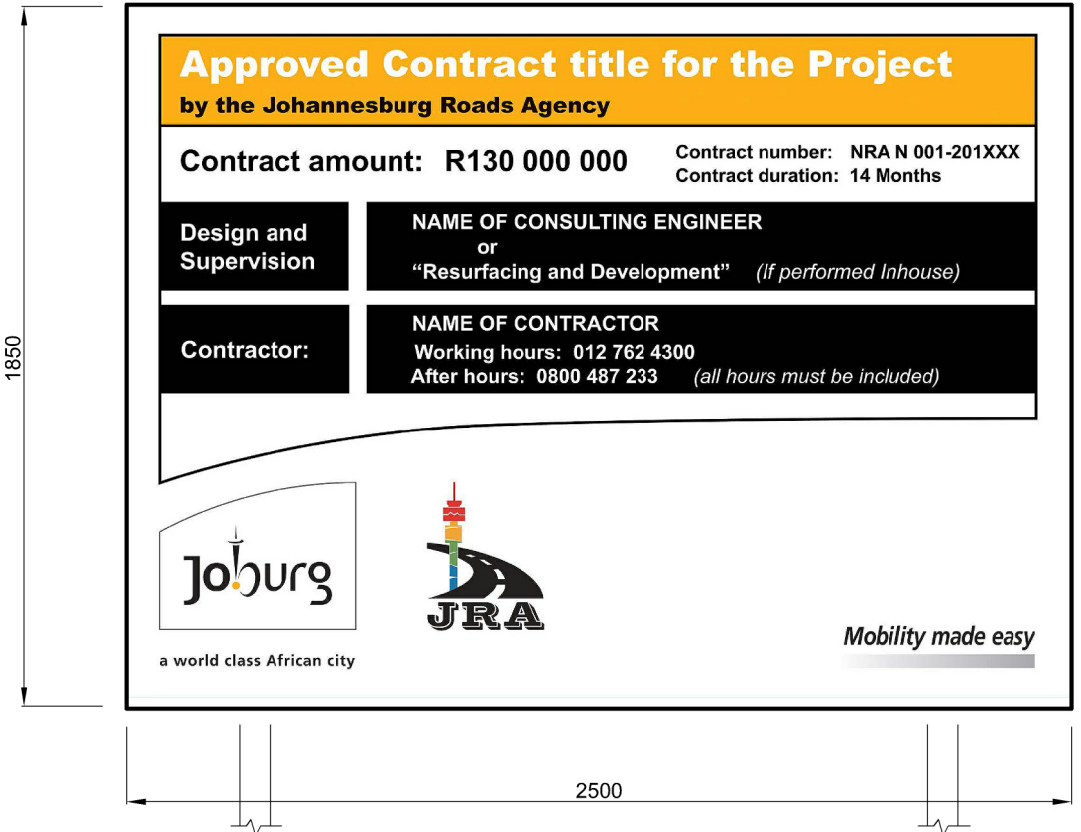 Approved Contract title for the Project
by the Johannesburg Roads Agency
Contract amount: R130 000 000
Contract number: NRA N 001-201XXX
Contract duration: 14 Months
Design and
Supervision
NAME OF CONSULTING ENGINEER
or
“Resurfacing and Development” (If performed Inhouse)
Contractor:
NAME OF CONTRACTOR
Working hours: 012 762 4300
After hours: 0800 487 233 (all hours must be included)
1850
Joburg
a world class African city
JRA
Mobility made easy
2500